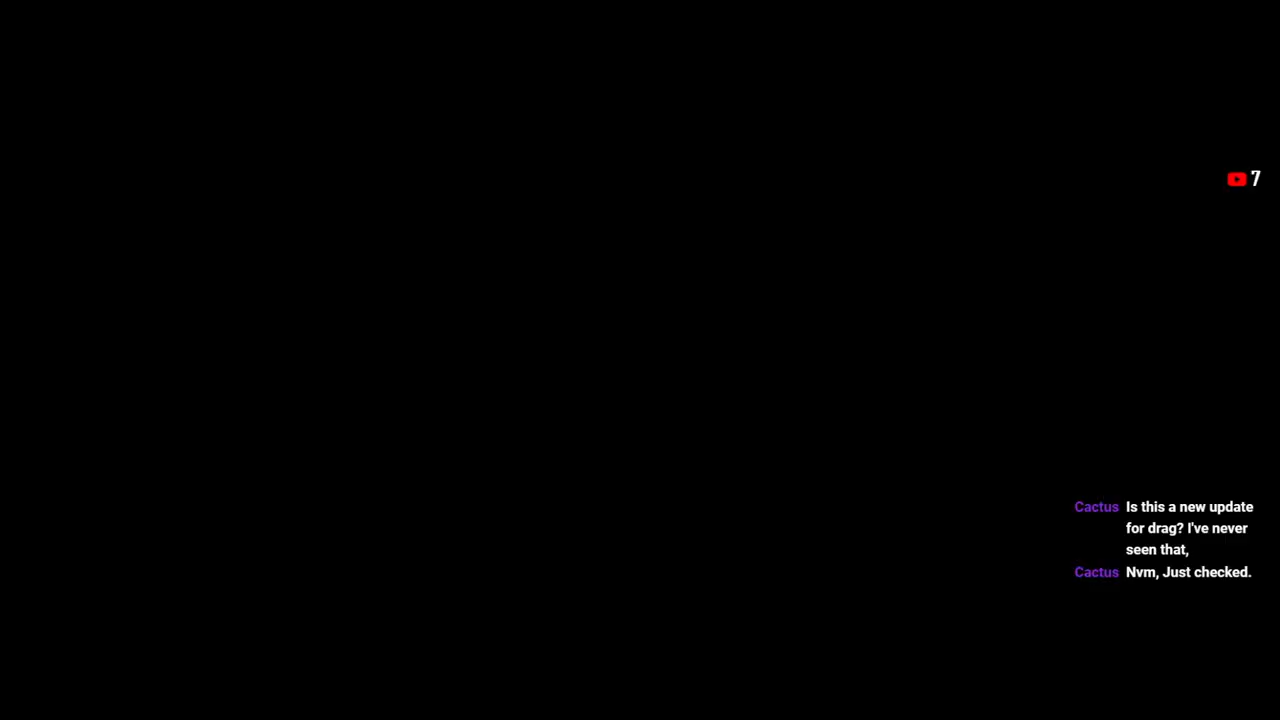 7
Cactus Is this a new update
for drag? I've never
seen that,
Cactus Nvm, Just checked.